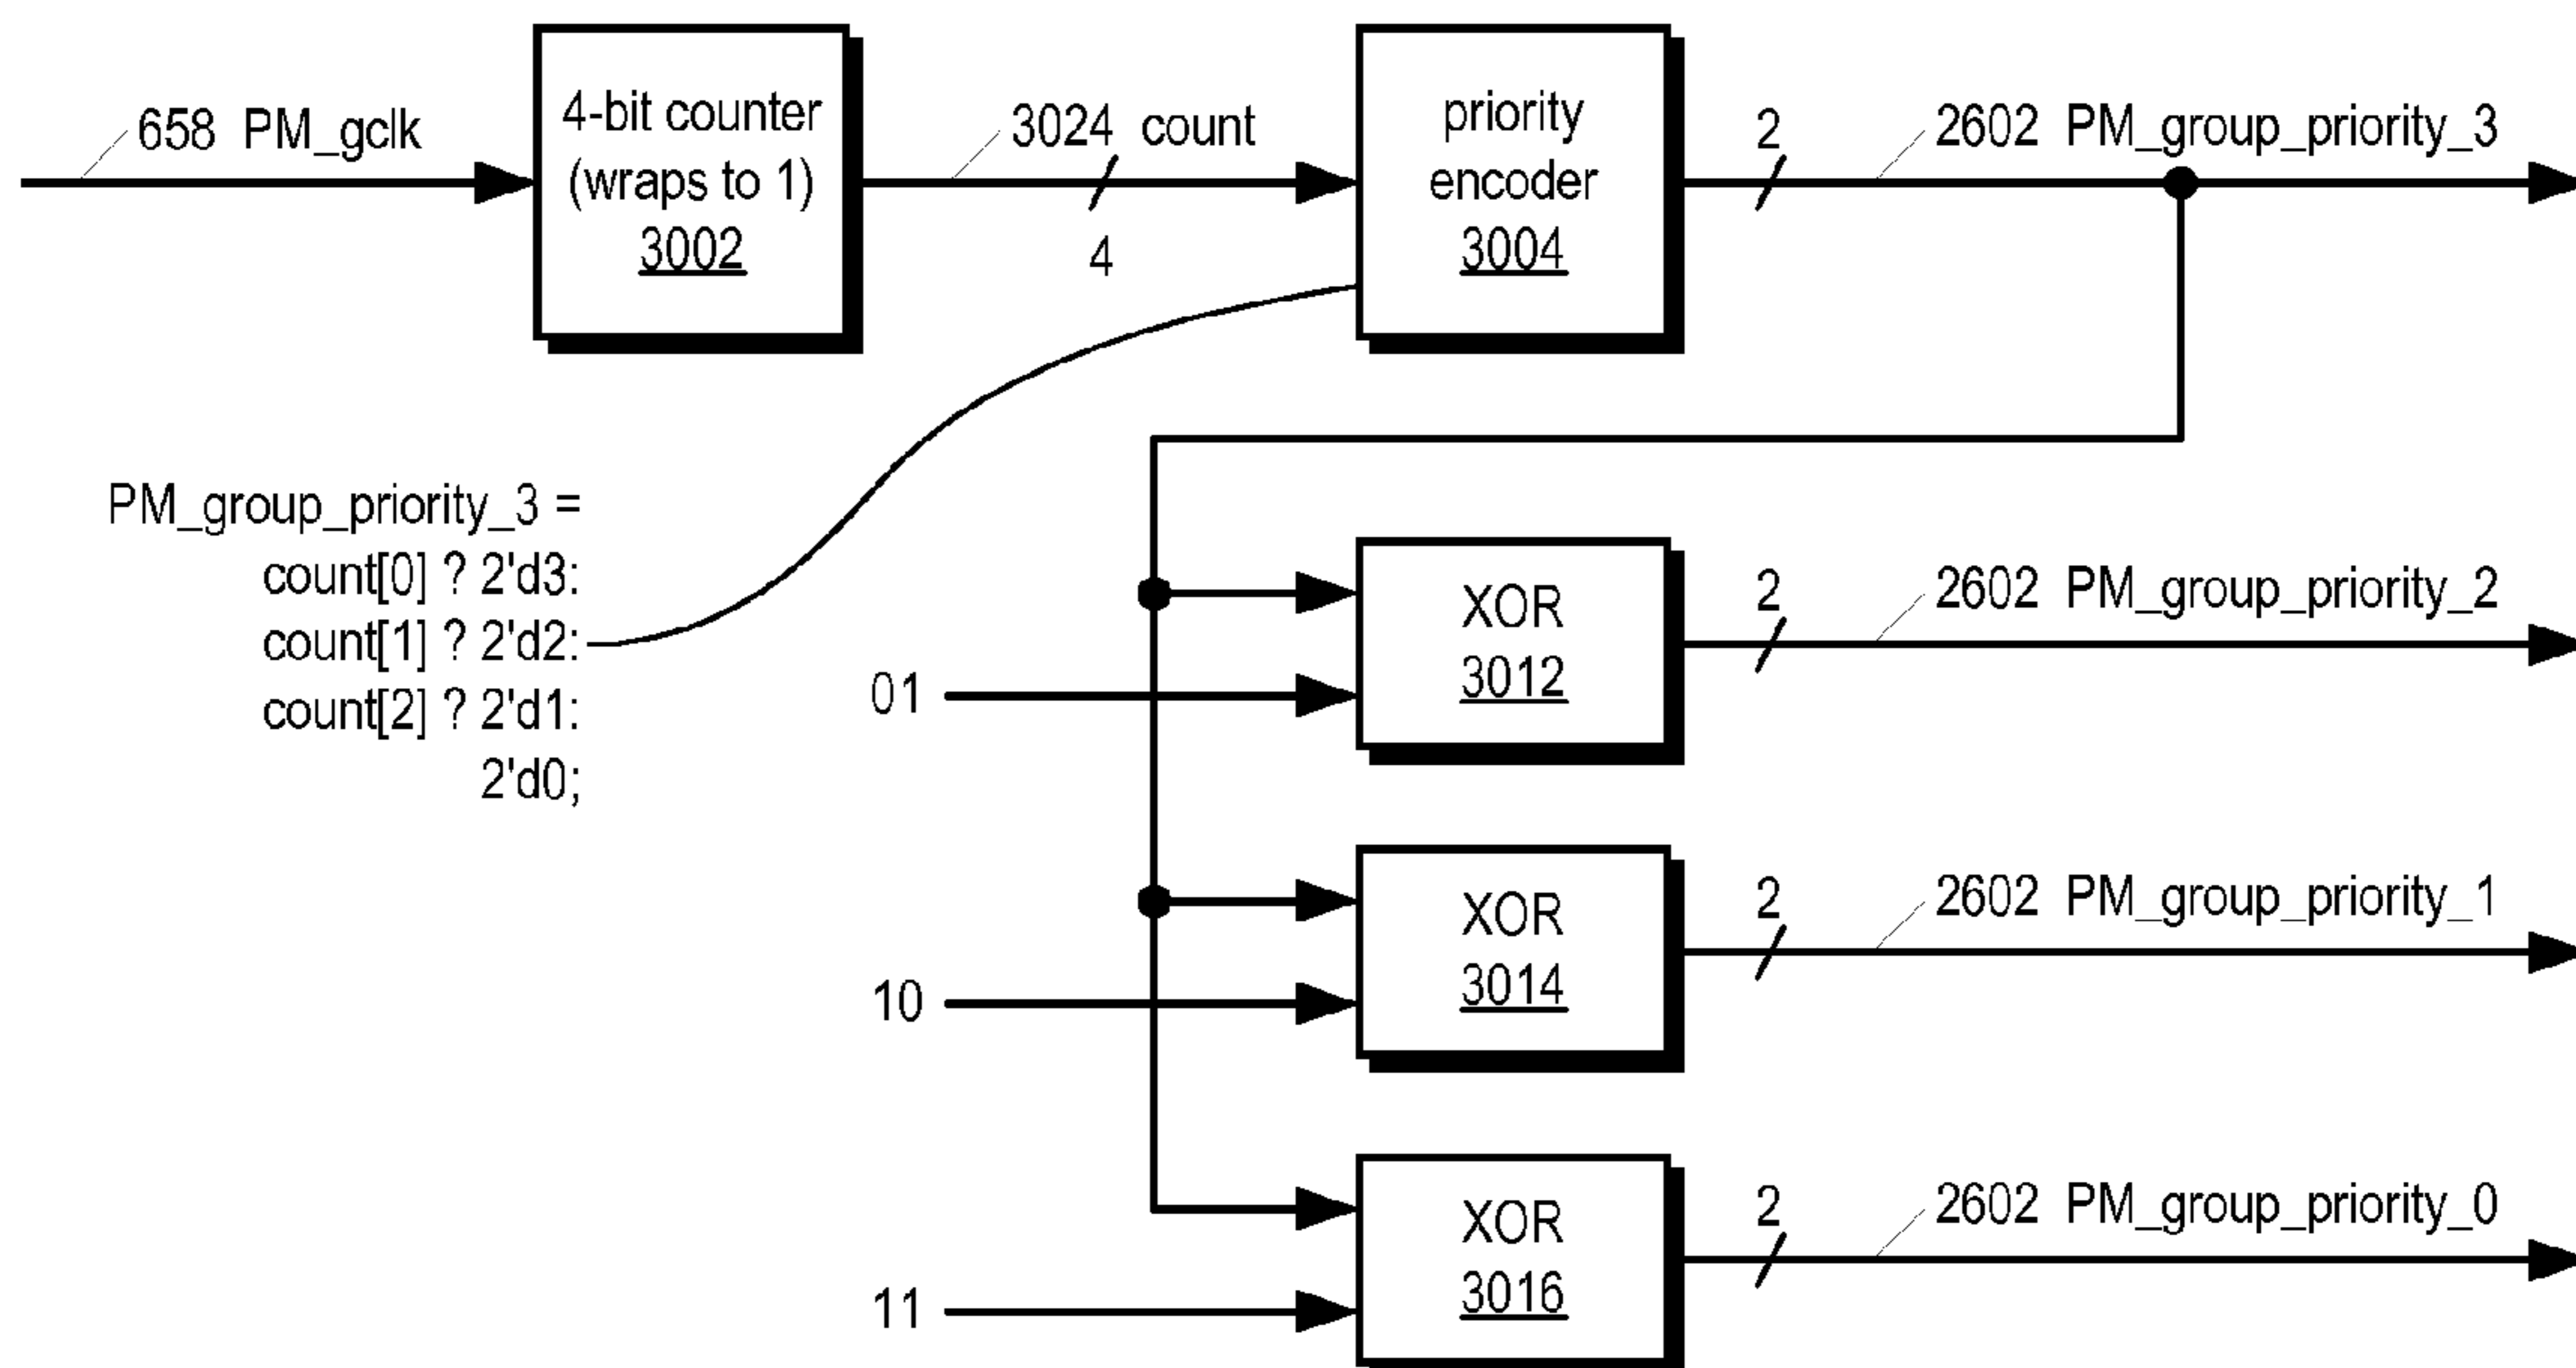 658 PM_gclk
4-bit counter
(wraps to 1)
3002
3024 count
4
priority
encoder
3004
2
2602 PM_group_priority_3
PM_group_priority_3 =
count[0] ? 2'd3:
count[1] ? 2'd2:
count[2] ? 2'd1:
2'd0;
01
XOR
3012
2
2602 PM_group_priority_2
10
XOR
3014
2
2602 PM_group_priority_1
11
XOR
3016
2
2602 PM_group_priority_0